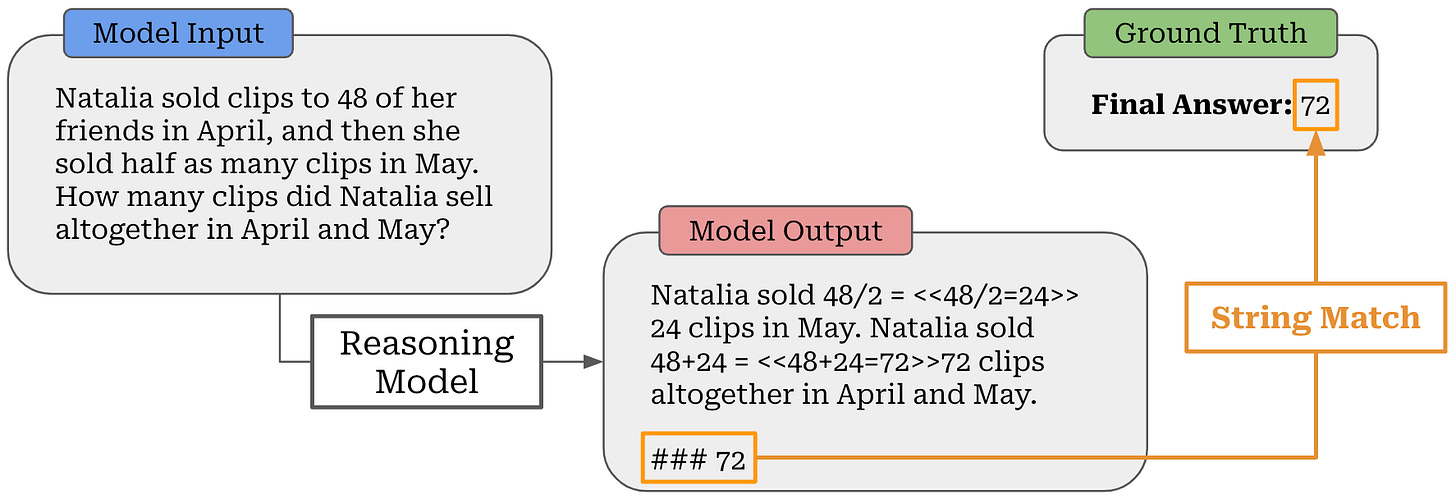 Model Input
Natalia sold clips to 48 of her
friends in April, and then she
sold half as many clips in May.
How many clips did Natalia sell
altogether in April and May?
Reasoning
Model
Model Output
Natalia sold 48/2 = <<48/2=24>>
24 clips in May. Natalia sold
48+24 = <<48+24=72>>72 clips
altogether in April and May.
### 72
String Match
Ground Truth
Final Answer: 72